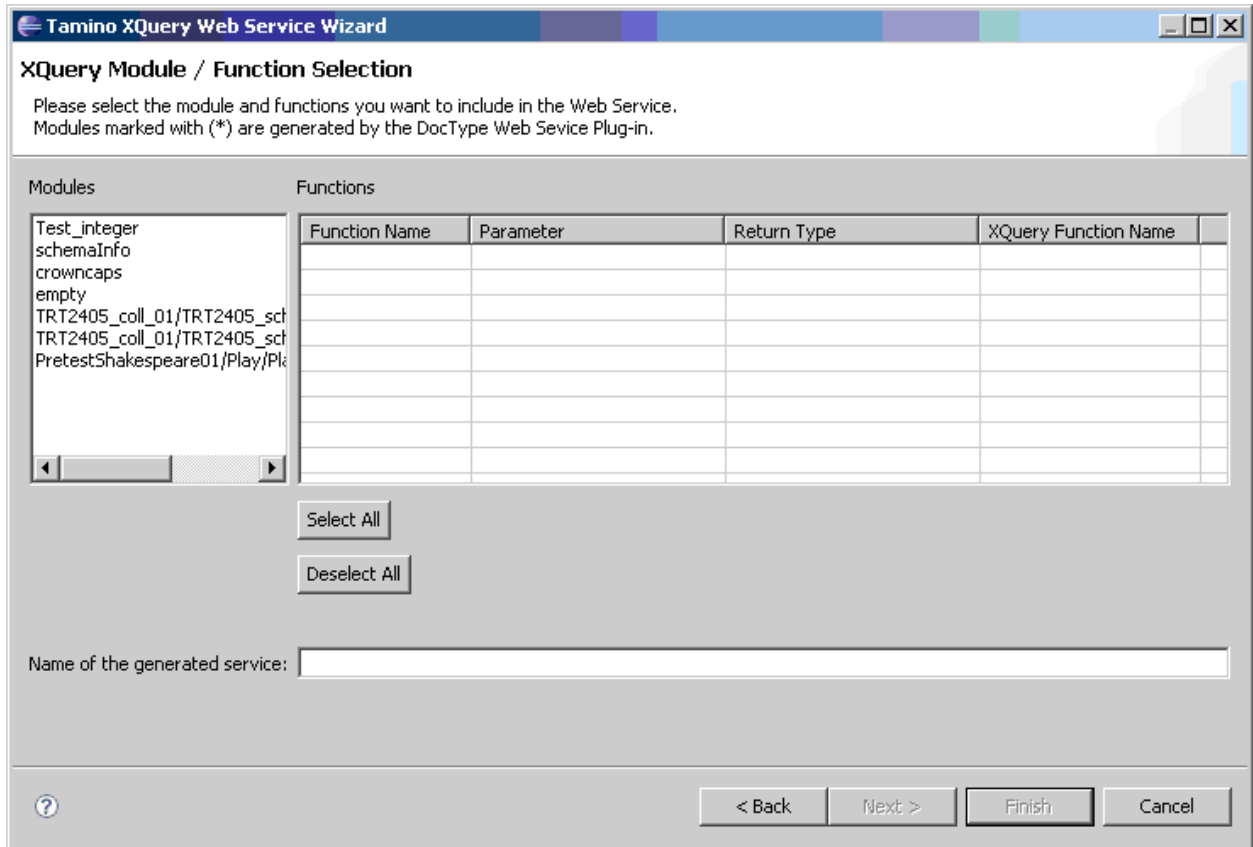 Tamino XQuery Web Service Wizard
XQuery Module / Function Selection
Please select the module and functions you want to include in the Web Service.
Modules marked with (*) are generated by the DocType Web Sevice Plug-in.
Modules
Functions
Test_integer
schemaInfo
crowncaps
empty
TRT2405_coll_01/TRT2405_sch
TRT2405_coll_01/TRT2405_sch
PretestShakespeare01/Play/Pla
Function Name Parameter Return Type XQuery Function Name
Select All
Deselect All
Name of the generated service:
< Back Next > Finish Cancel